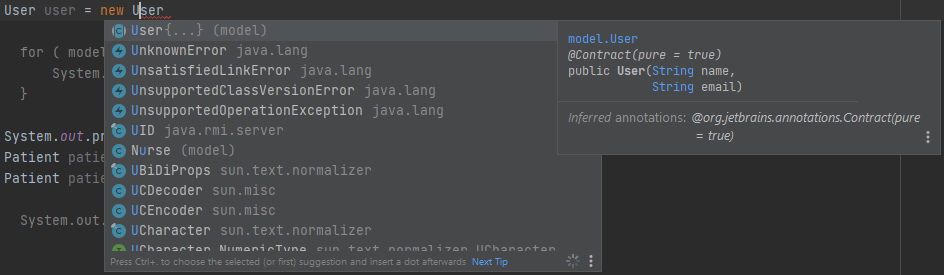 User user = new User
User{...} (model)
UnknownError java.lang
UnsatisfiedLinkError java.lang
UnsupportedClassVersionError java.lang
UnsupportedOperationException java.lang
UID java.rmi.server
Nurse (model)
UBiDiProps sun.text.normalizer
UCDecoder sun.misc
UCEncoder sun.misc
UCharacter sun.text.normalizer
UCharacter.NumericType sun.text.normalizer.UCharacter
Press Ctrl+. to choose the selected (or first) suggestion and insert a dot afterwards Next Tip
model.User
@Contract(pure = true)
public User(String name,
String email)
Inferred annotations: @org.jetbrains.annotations.Contract(pure
= true)
for ( model
System.
}
System.out.pr
Patient patie
Patient patie
System.out.